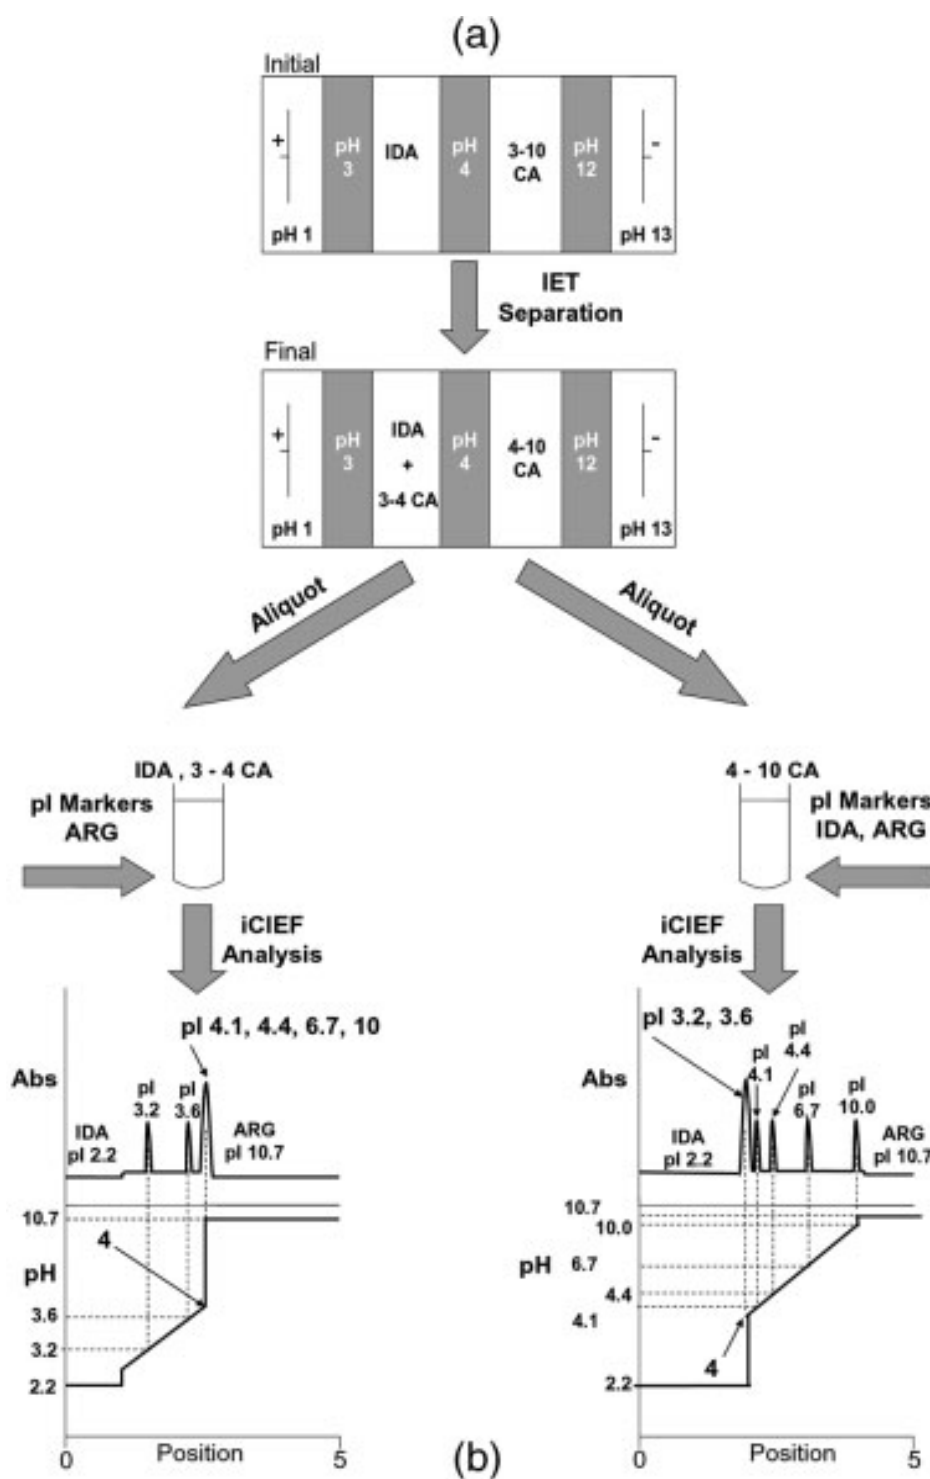 (a)
Initial
+
pH
3
IDA
pH
4
3-10
CA
pH
12
-
pH 1
pH 13
IET
Separation
Final
+
pH
3
IDA
+
3-4 CA
pH
4
4-10
CA
pH
12
-
pH 1
pH 13
Aliquot
Aliquot
IDA , 3 - 4 CA
pI Markers
ARG
iCIEF
Analysis
pI 4.1, 4.4, 6.7, 10
Abs
IDA
pI 2.2
pI
3.2
pI
3.6
ARG
pI 10.7
10.7
4
pH
3.6
3.2
2.2
0
Position
5
4 - 10 CA
pI Markers
IDA, ARG
iCIEF
Analysis
pI 3.2, 3.6
Abs
IDA
pI 2.2
pI
4.1
pI
4.4
pI
6.7
pI
10.0
ARG
pI 10.7
10.7
10.0
pH
6.7
4.4
4.1
4
2.2
0
Position
5
(b)